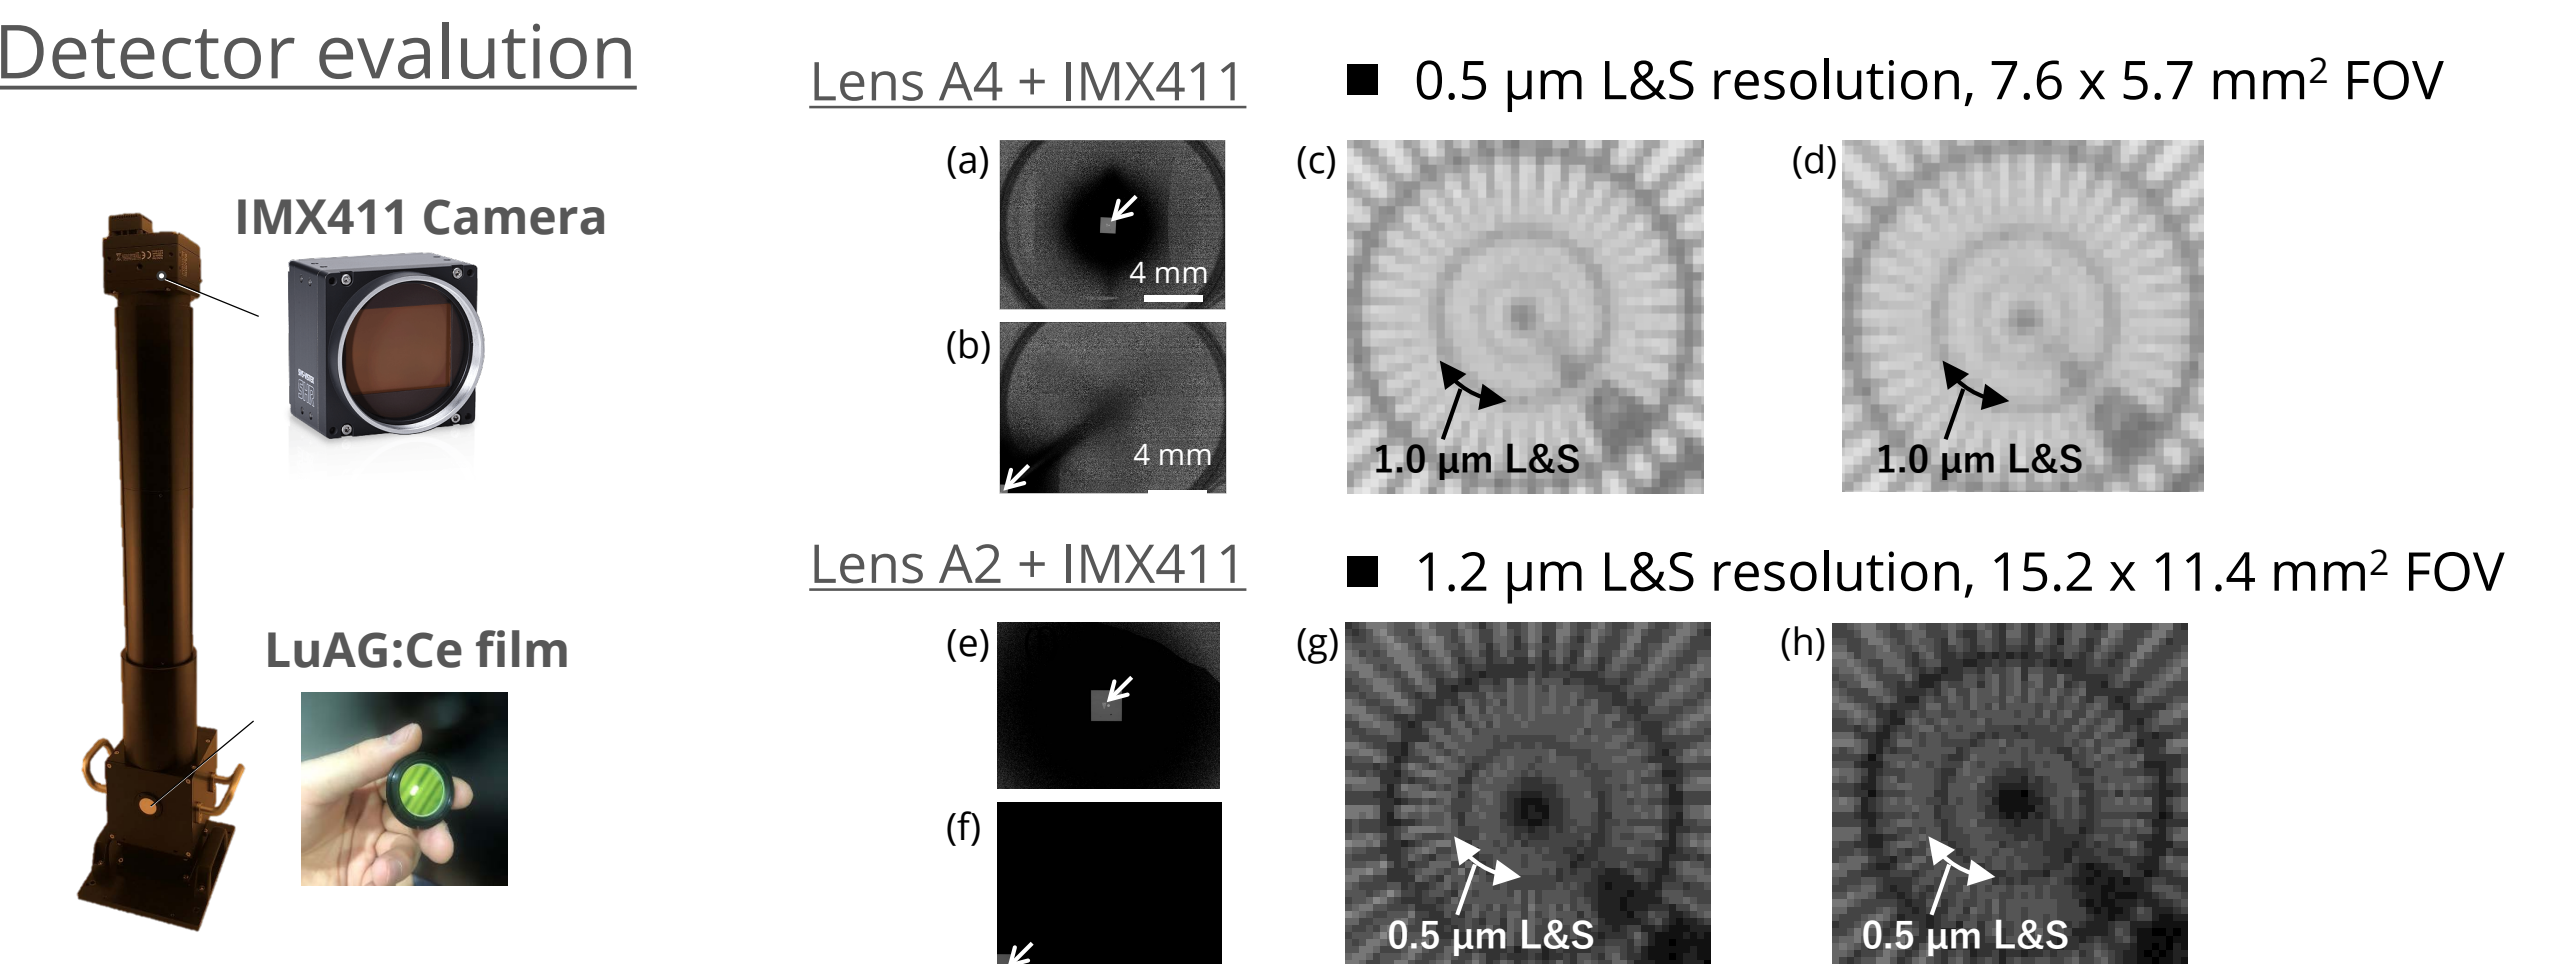 Detector evalution
IMX411 Camera
LuAG:Ce film
Lens A4 + IMX411
■ 0.5 μm L&S resolution, 7.6 x 5.7 mm² FOV
(a)
4 mm
(b)
4 mm
(c)
1.0 μm L&S
(d)
1.0 μm L&S
Lens A2 + IMX411
■ 1.2 μm L&S resolution, 15.2 x 11.4 mm² FOV
(e)
(f)
(g)
0.5 μm L&S
(h)
0.5 μm L&S